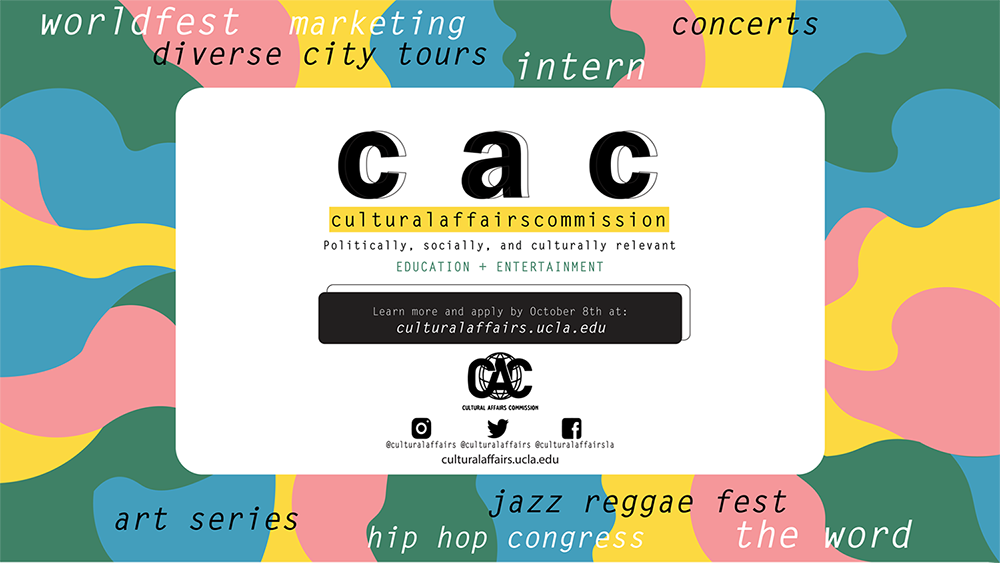 worldfest
marketing
concerts
diverse city tours
intern
cac
culturalaffairscommission
Politically, socially, and culturally relevant
EDUCATION + ENTERTAINMENT
Learn more and apply by October 8th at:
culturalaffairs.ucla.edu
CAC
CULTURAL AFFAIRS COMMISSION
@culturalaffairs @culturalaffairs @culturalaffairsla
culturalaffairs.ucla.edu
jazz reggae fest
art series
hip hop congress
the word